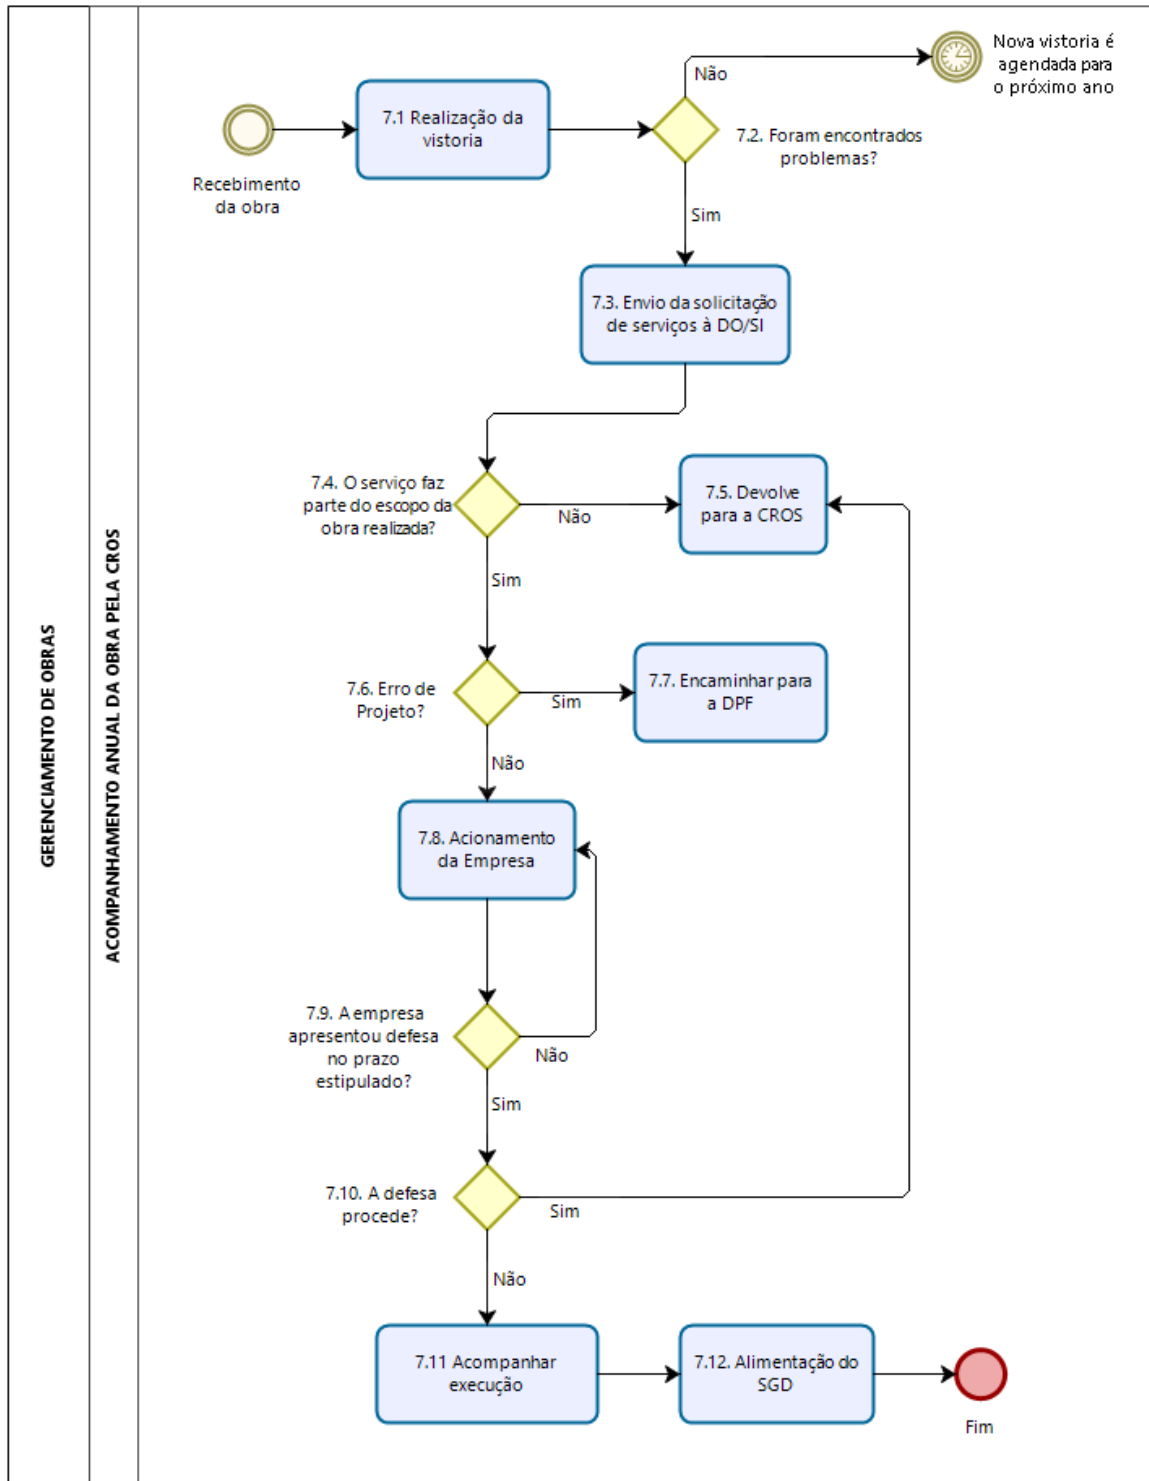 GERENCIAMENTO DE OBRAS
ACOMPANHAMENTO ANUAL DA OBRA PELA CROS
Recebimento
da obra
7.1 Realização da
vistoria
Não
Nova vistoria é
agendada para
o próximo ano
7.2. Foram encontrados
problemas?
Sim
7.3. Envio da solicitação
de serviços à DO/SI
7.4. O serviço faz
parte do escopo da
obra realizada?
Não
7.5. Devolve
para a CROS
Sim
7.6. Erro de
Projeto?
Sim
7.7. Encaminhar para
a DPF
Não
7.8. Acionamento
da Empresa
7.9. A empresa
apresentou defesa
no prazo
estipulado?
Não
Sim
7.10. A defesa
procede?
Sim
Não
7.11 Acompanhar
execução
7.12. Alimentação do
SGD
Fim